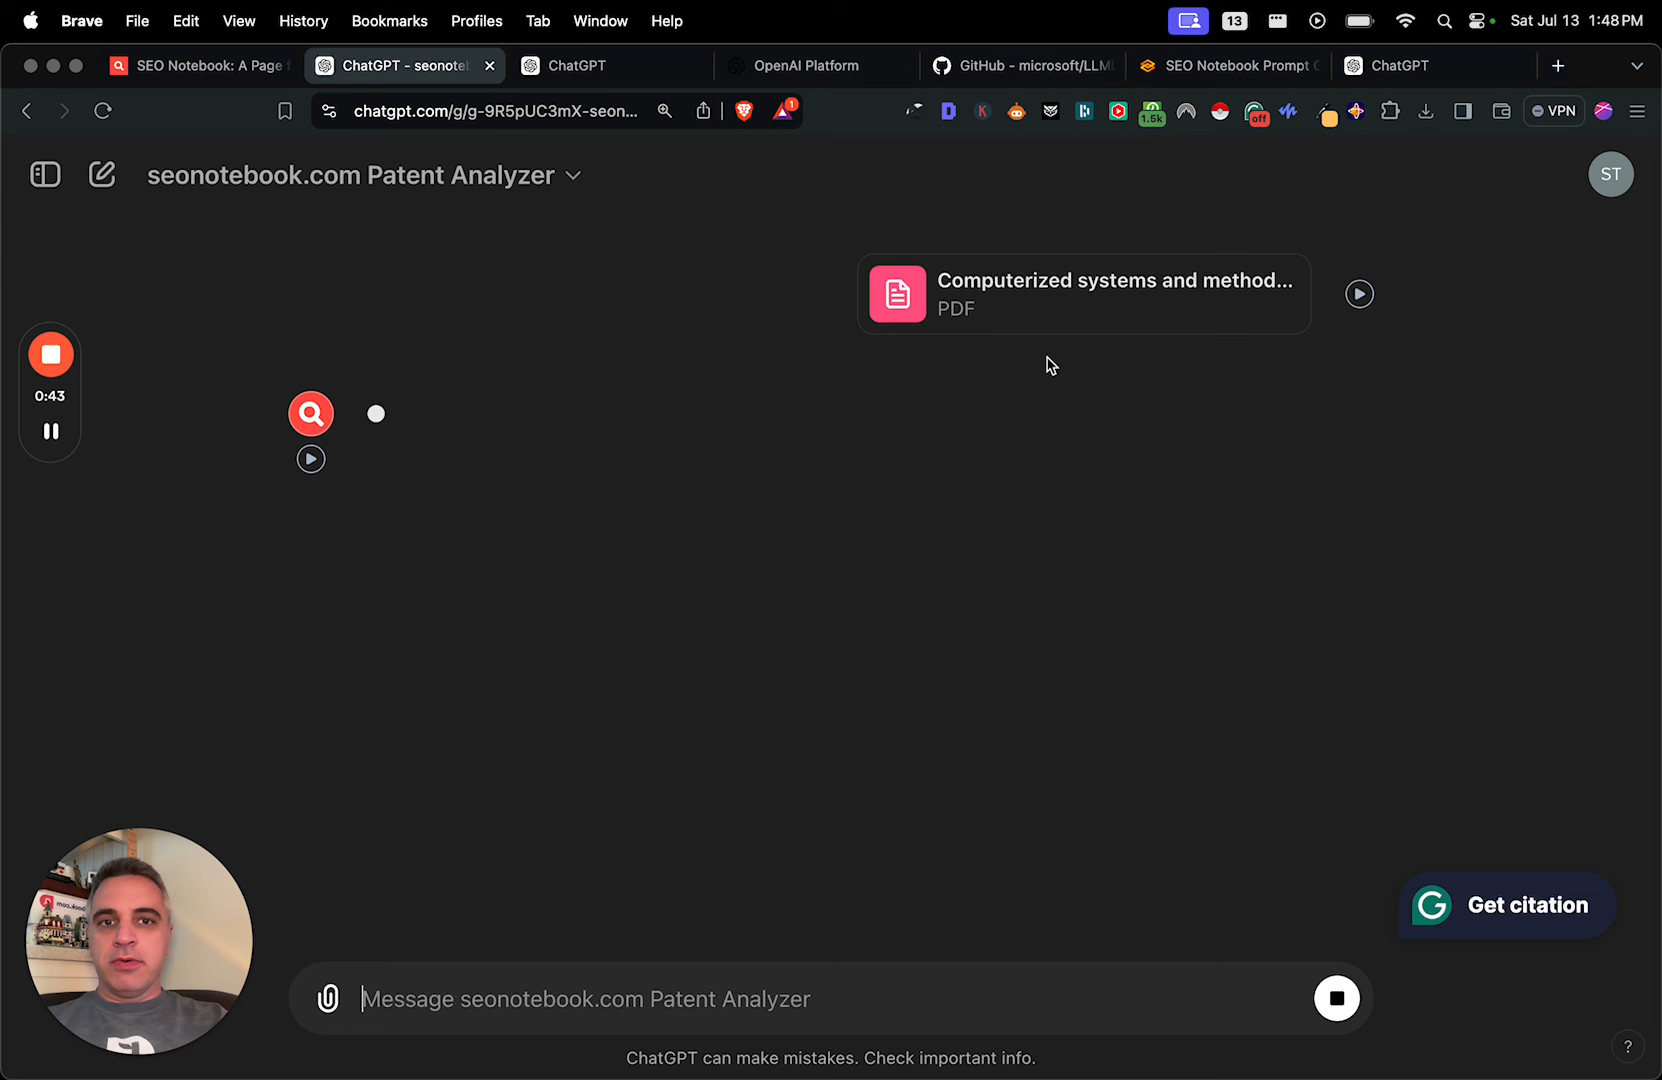 Brave File Edit View History Bookmarks Profiles Tab Window Help 13 Sat Jul 13 1:48 PM
SEO Notebook: A Page ChatGPT - seonote ChatGPT OpenAI Platform GitHub - microsoft/LLM SEO Notebook Prompt ChatGPT
chatgpt.com/g/g-9R5pUC3mX-seon... 1 1.5k off VPN
seonotebook.com Patent Analyzer ST
Computerized systems and method...
PDF
0:43
Get citation
Message seonotebook.com Patent Analyzer
ChatGPT can make mistakes. Check important info. ?